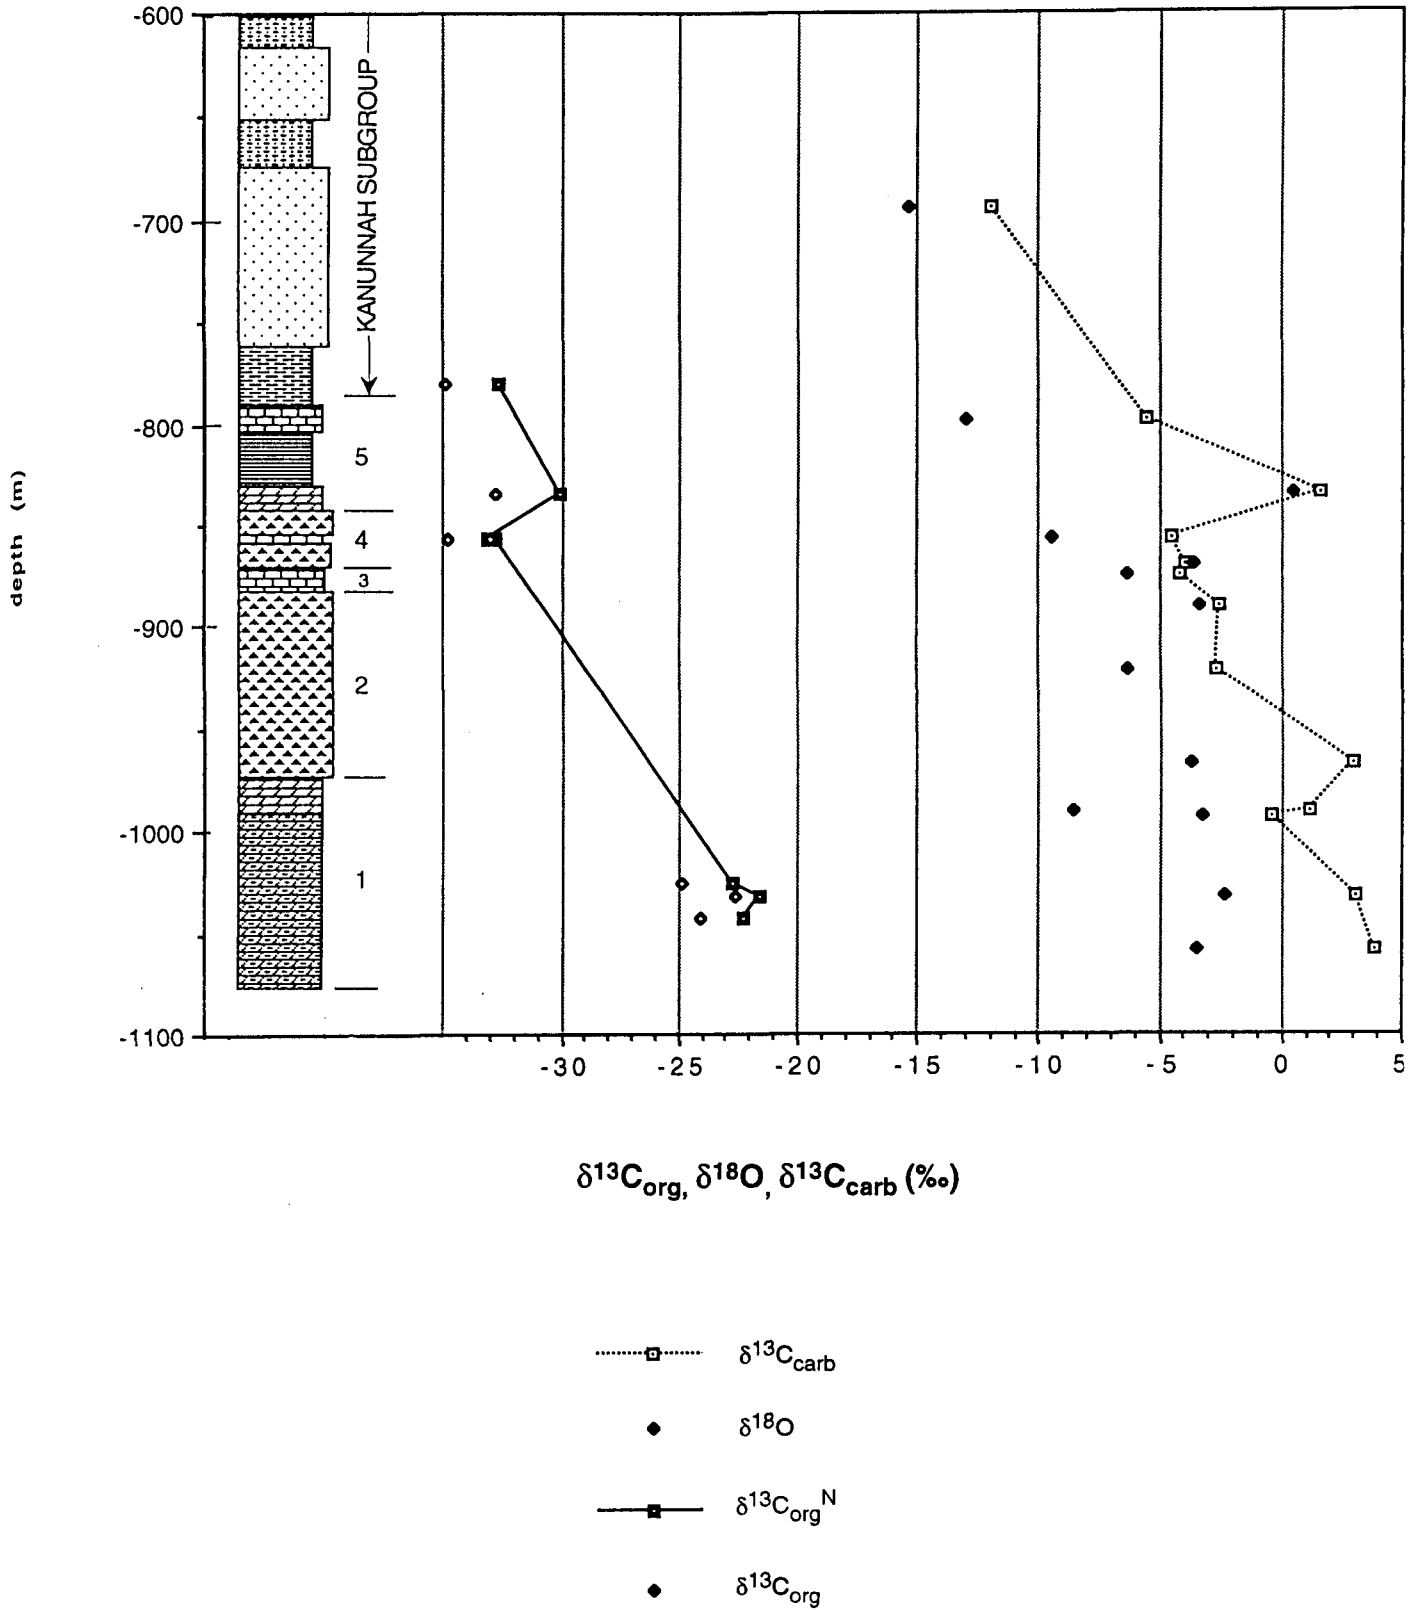 -600
-700
-800
-900
-1000
-1100
depth (m)
KANUNNAH SUBGROUP
5
4
3
2
1
-30 -25 -20 -15 -10 -5 0 5
δ13Corg, δ18O, δ13Ccarb (‰)
δ13Ccarb
δ18O
δ13CorgN
δ13Corg